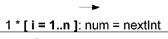 1 * [ i = 1..n ]: num = nextInt